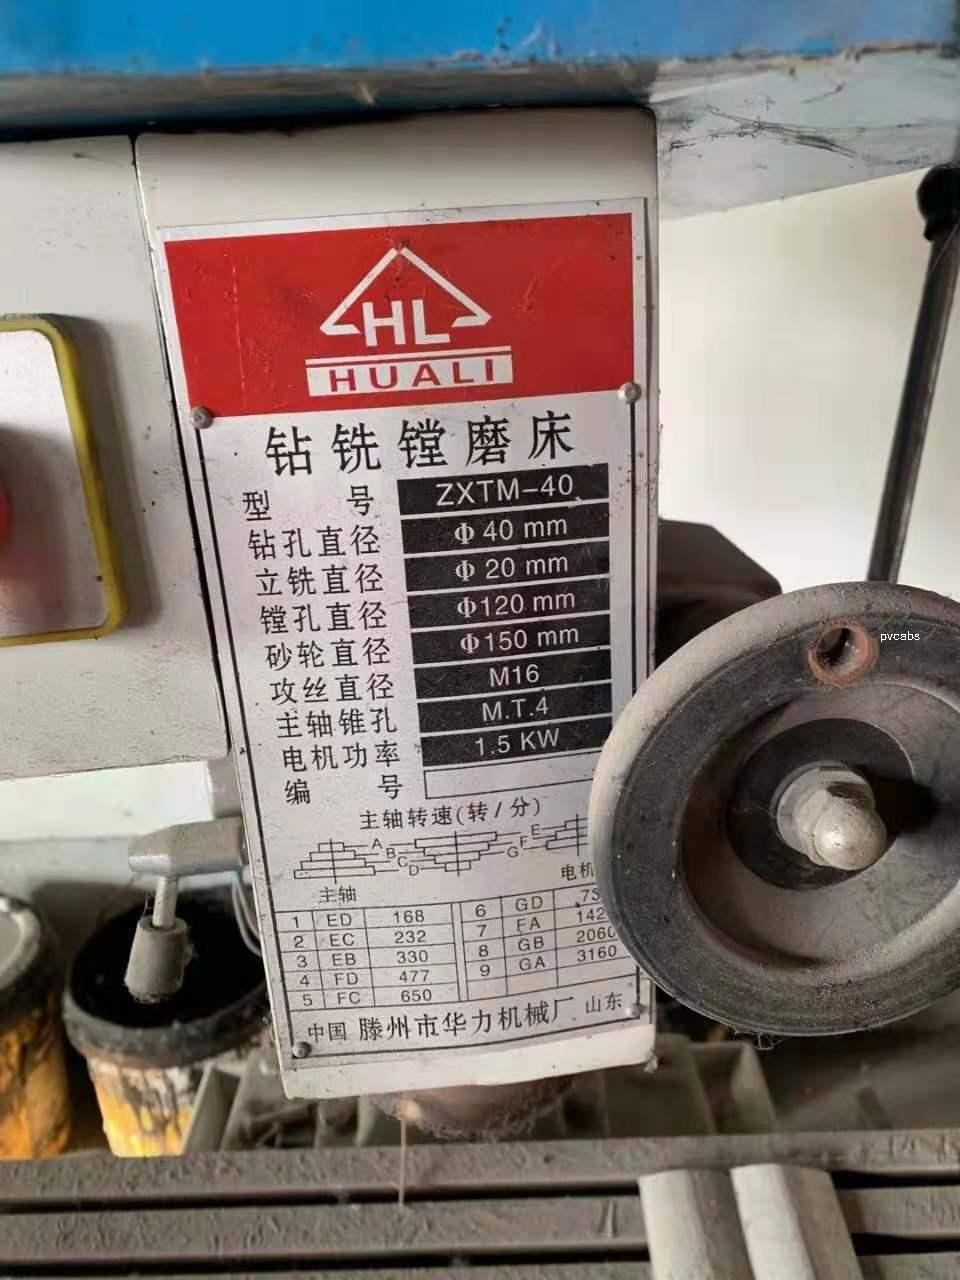 HL
HUALI
钻铣镗磨床
型号 ZXTM-40
钻孔直径 Φ 40 mm
立铣直径 Φ 20 mm
镗孔直径 Φ120 mm
砂轮直径 Φ150 mm
攻丝直径 M16
主轴锥孔 M.T.4
电机功率 1.5 KW
编号
主轴转速(转/分)
A B C D E F G
主轴 电机
1 ED 168 6 GD
2 EC 232 7 FA 142
3 EB 330 8 GB 2060
4 FD 477 9 GA 3160
5 FC 650
中国 滕州市华力机械厂 山东
pvcabs